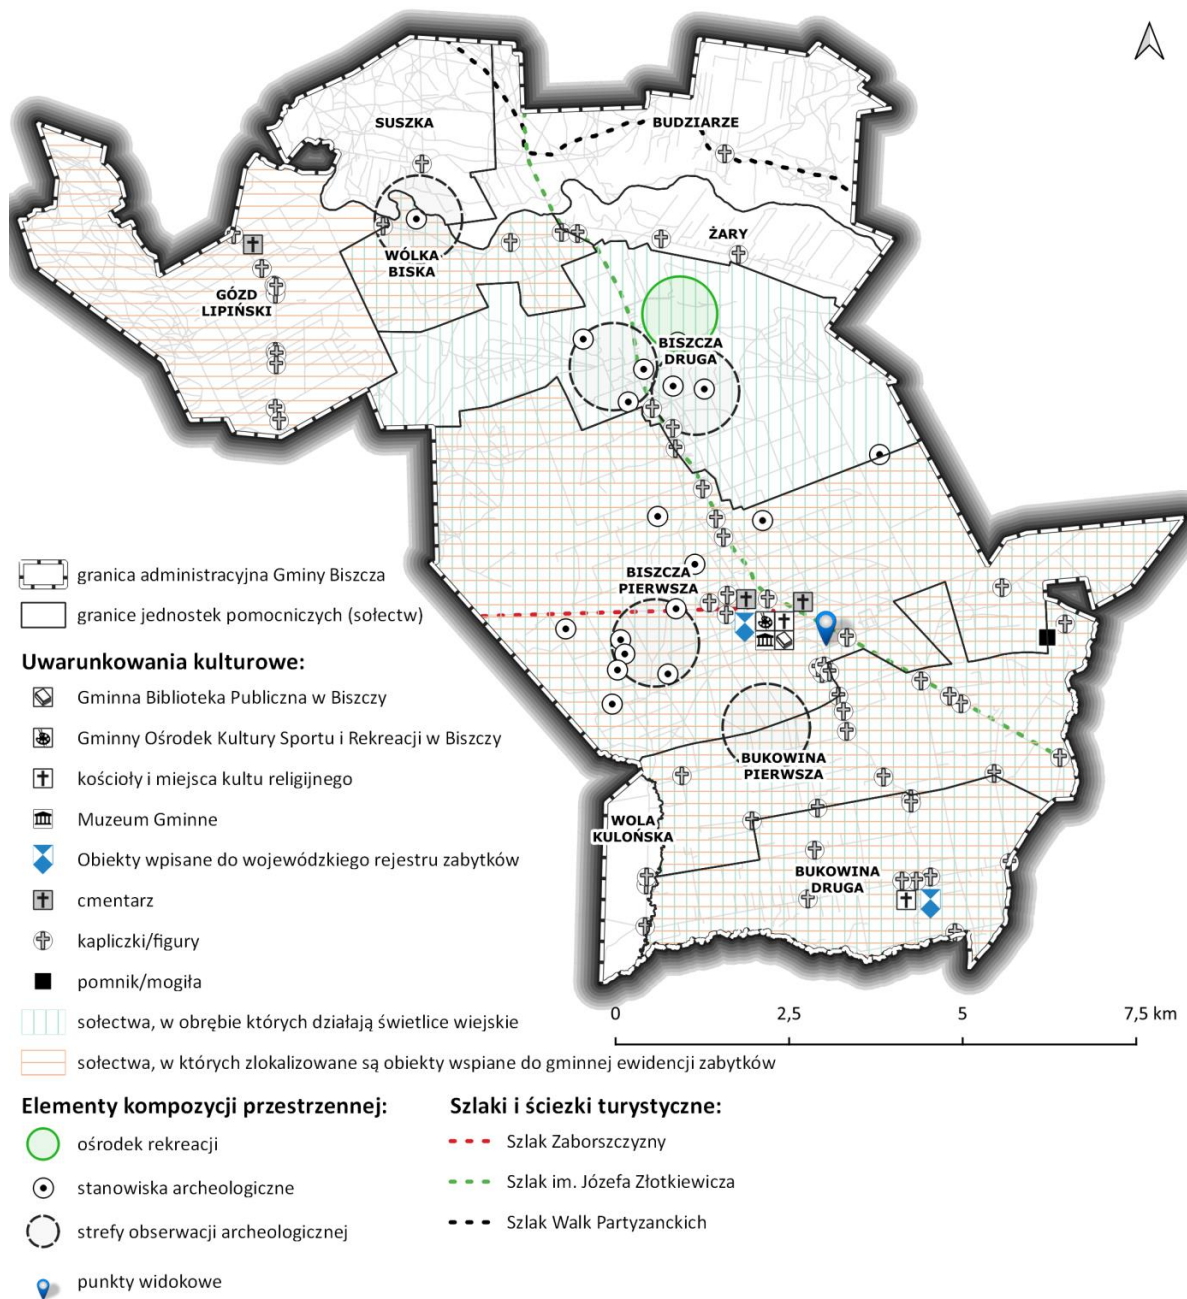 SUSZKA
BUDZIARZE
ŻARY
WÓLKA
BISKA
GÓZD
LIPIŃSKI
BISZCZA
DRUGA
BISZCZA
PIERWSZA
BUKOWINA
PIERWSZA
WOLA
KULOŃSKA
BUKOWINA
DRUGA
granica administracyjna Gminy Biszcza
granice jednostek pomocniczych (sołectw)
Uwarunkowania kulturowe:
Gminna Biblioteka Publiczna w Biszczy
Gminny Ośrodek Kultury Sportu i Rekreacji w Biszczy
kościoły i miejsca kultu religijnego
Muzeum Gminne
Obiekty wpisane do wojewódzkiego rejestru zabytków
cmentarz
kapliczki/figury
pomnik/mogiła
sołectwa, w obrębie których działają świetlice wiejskie
sołectwa, w których zlokalizowane są obiekty wspiane do gminnej ewidencji zabytków
0 2,5 5 7,5 km
Elementy kompozycji przestrzennej:
ośrodek rekreacji
stanowiska archeologiczne
strefy obserwacji archeologicznej
punkty widokowe
Szlaki i ściezki turystyczne:
Szlak Zaborszczyzny
Szlak im. Józefa Złotkiewicza
Szlak Walk Partyzanckich